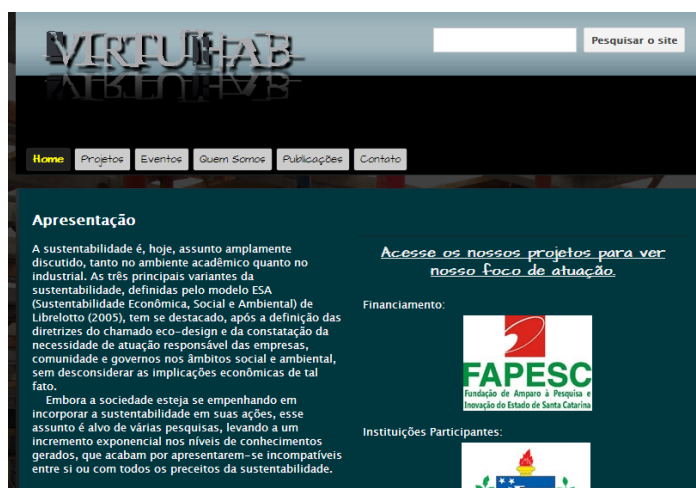 VIRTUHAB
Pesquisar o site
Home Projetos Eventos Quem Somos Publicações Contato
Apresentação
A sustentabilidade é, hoje, assunto amplamente
discutido, tanto no ambiente acadêmico quanto no
industrial. As três principais variantes da
sustentabilidade, definidas pelo modelo ESA
(Sustentabilidade Econômica, Social e Ambiental) de
Librelotto (2005), tem se destacado, após a definição das
diretrizes do chamado eco-design e da constatação da
necessidade de atuação responsável das empresas,
comunidade e governos nos âmbitos social e ambiental,
sem desconsiderar as implicações econômicas de tal
fato.
Embora a sociedade esteja se empenhando em
incorporar a sustentabilidade em suas ações, esse
assunto é alvo de várias pesquisas, levando a um
incremento exponencial nos níveis de conhecimentos
gerados, que acabam por apresentarem-se incompatíveis
entre si ou com todos os preceitos da sustentabilidade.
Acesse os nossos projetos para ver
nosso foco de atuação.
Financiamento:
FAPESC
Fundação de Amparo à Pesquisa e
Inovação do Estado de Santa Catarina
Instituições Participantes: